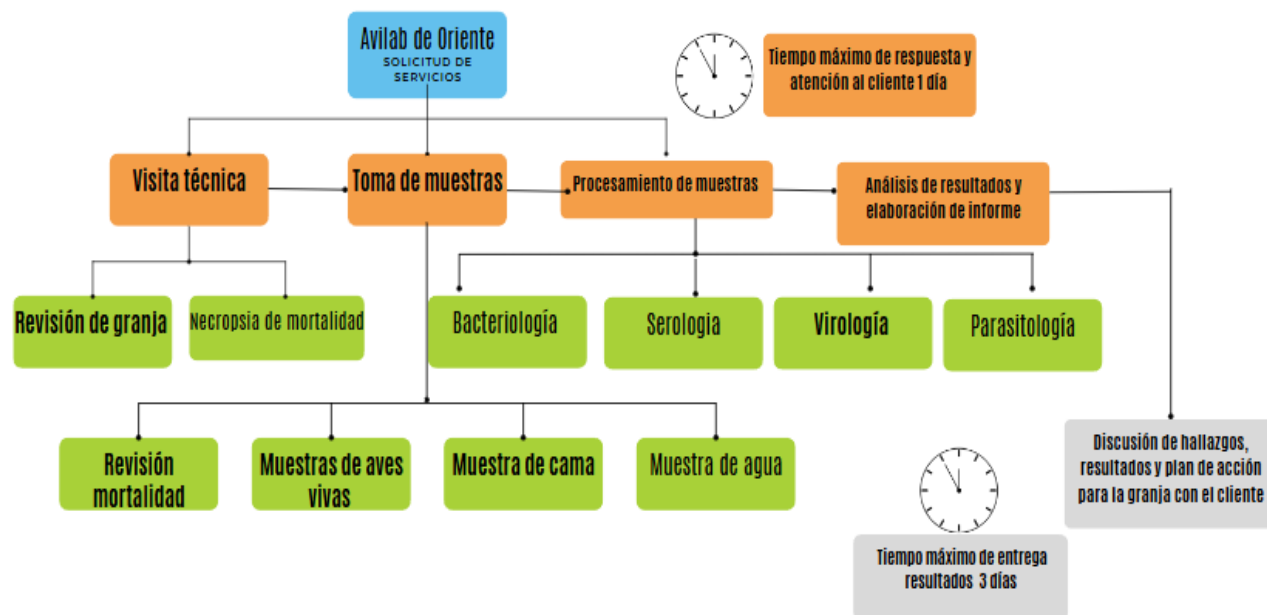 Avilab de Oriente
SOLICITUD DE
SERVICIOS
Tiempo máximo de respuesta y
atención al cliente 1 día
Visita técnica
Toma de muestras
Procesamiento de muestras
Análisis de resultados y
elaboración de informe
Revisión de granja
Necropsia de mortalidad
Bacteriología
Serologia
Virología
Parasitología
Revisión
mortalidad
Muestras de aves
vivas
Muestra de cama
Muestra de agua
Discusión de hallazgos,
resultados y plan de acción
para la granja con el cliente
Tiempo máximo de entrega
resultados 3 días